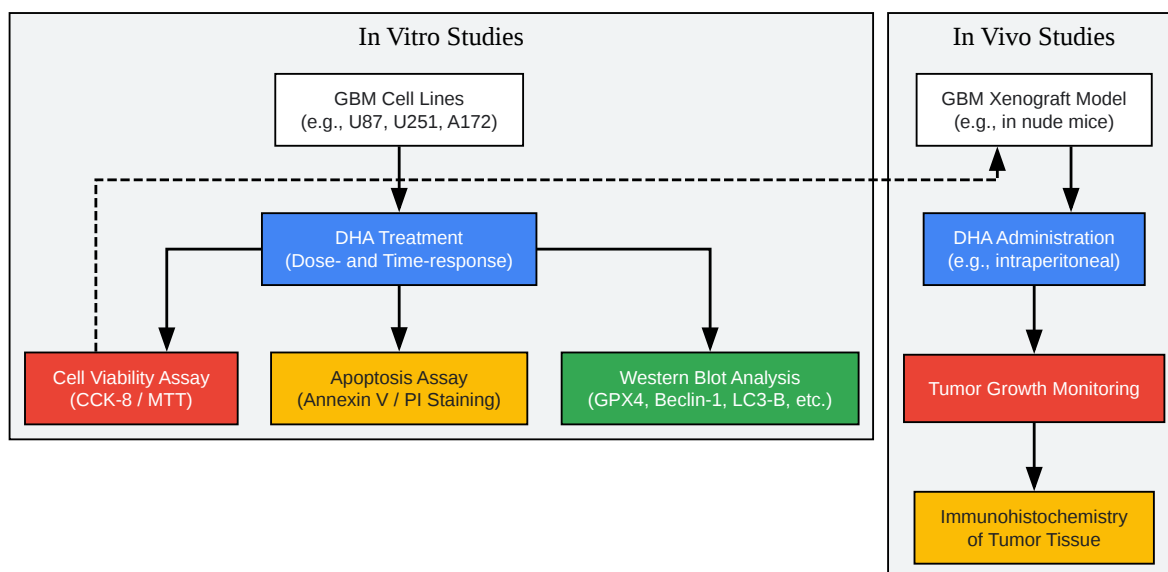 In Vitro Studies
GBM Cell Lines
(e.g., U87, U251, A172)
DHA Treatment
(Dose- and Time-response)
Cell Viability Assay
(CCK-8 / MTT)
Apoptosis Assay
(Annexin V / PI Staining)
Western Blot Analysis
(GPX4, Beclin-1, LC3-B, etc.)
In Vivo Studies
GBM Xenograft Model
(e.g., in nude mice)
DHA Administration
(e.g., intraperitoneal)
Tumor Growth Monitoring
Immunohistochemistry
of Tumor Tissue